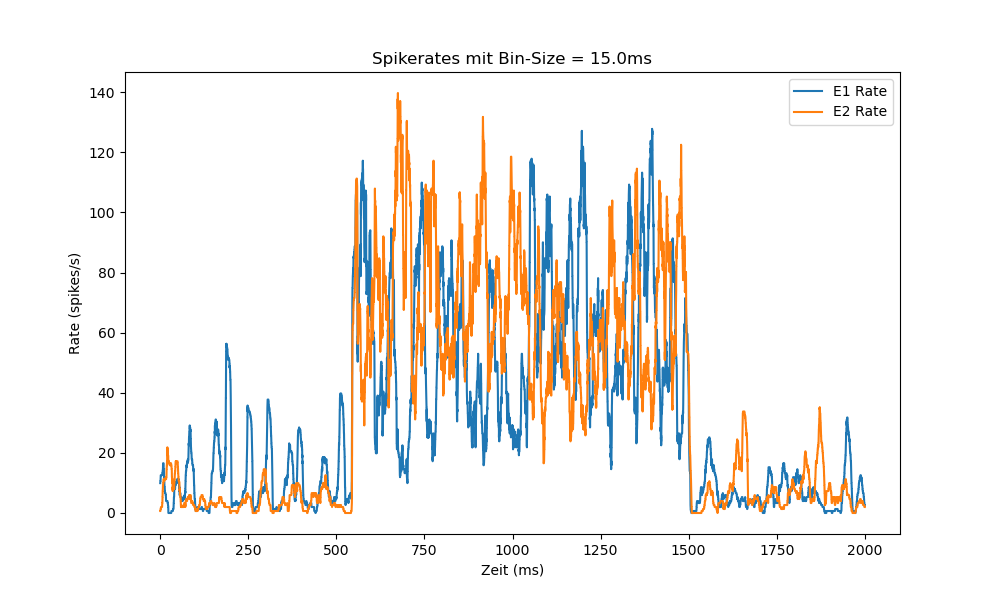 Spikerates mit Bin-Size = 15.0ms
E1 Rate
E2 Rate
140
120
100
80
60
40
20
0
Rate (spikes/s)
0 250 500 750 1000 1250 1500 1750 2000
Zeit (ms)